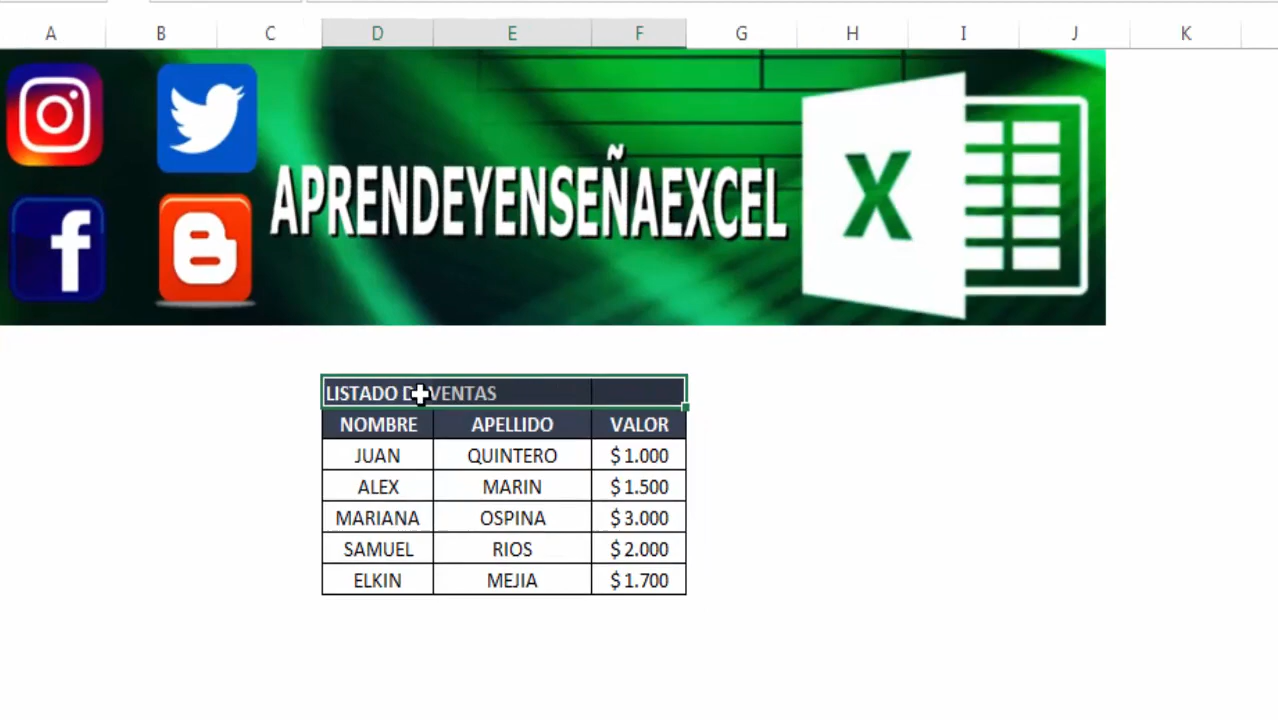 A B C D E F G H I J K
APRENDEYENSEÑAEXCEL
X
LISTADO DE VENTAS
NOMBRE APELLIDO VALOR
JUAN QUINTERO $ 1.000
ALEX MARIN $ 1.500
MARIANA OSPINA $ 3.000
SAMUEL RIOS $ 2.000
ELKIN MEJIA $ 1.700